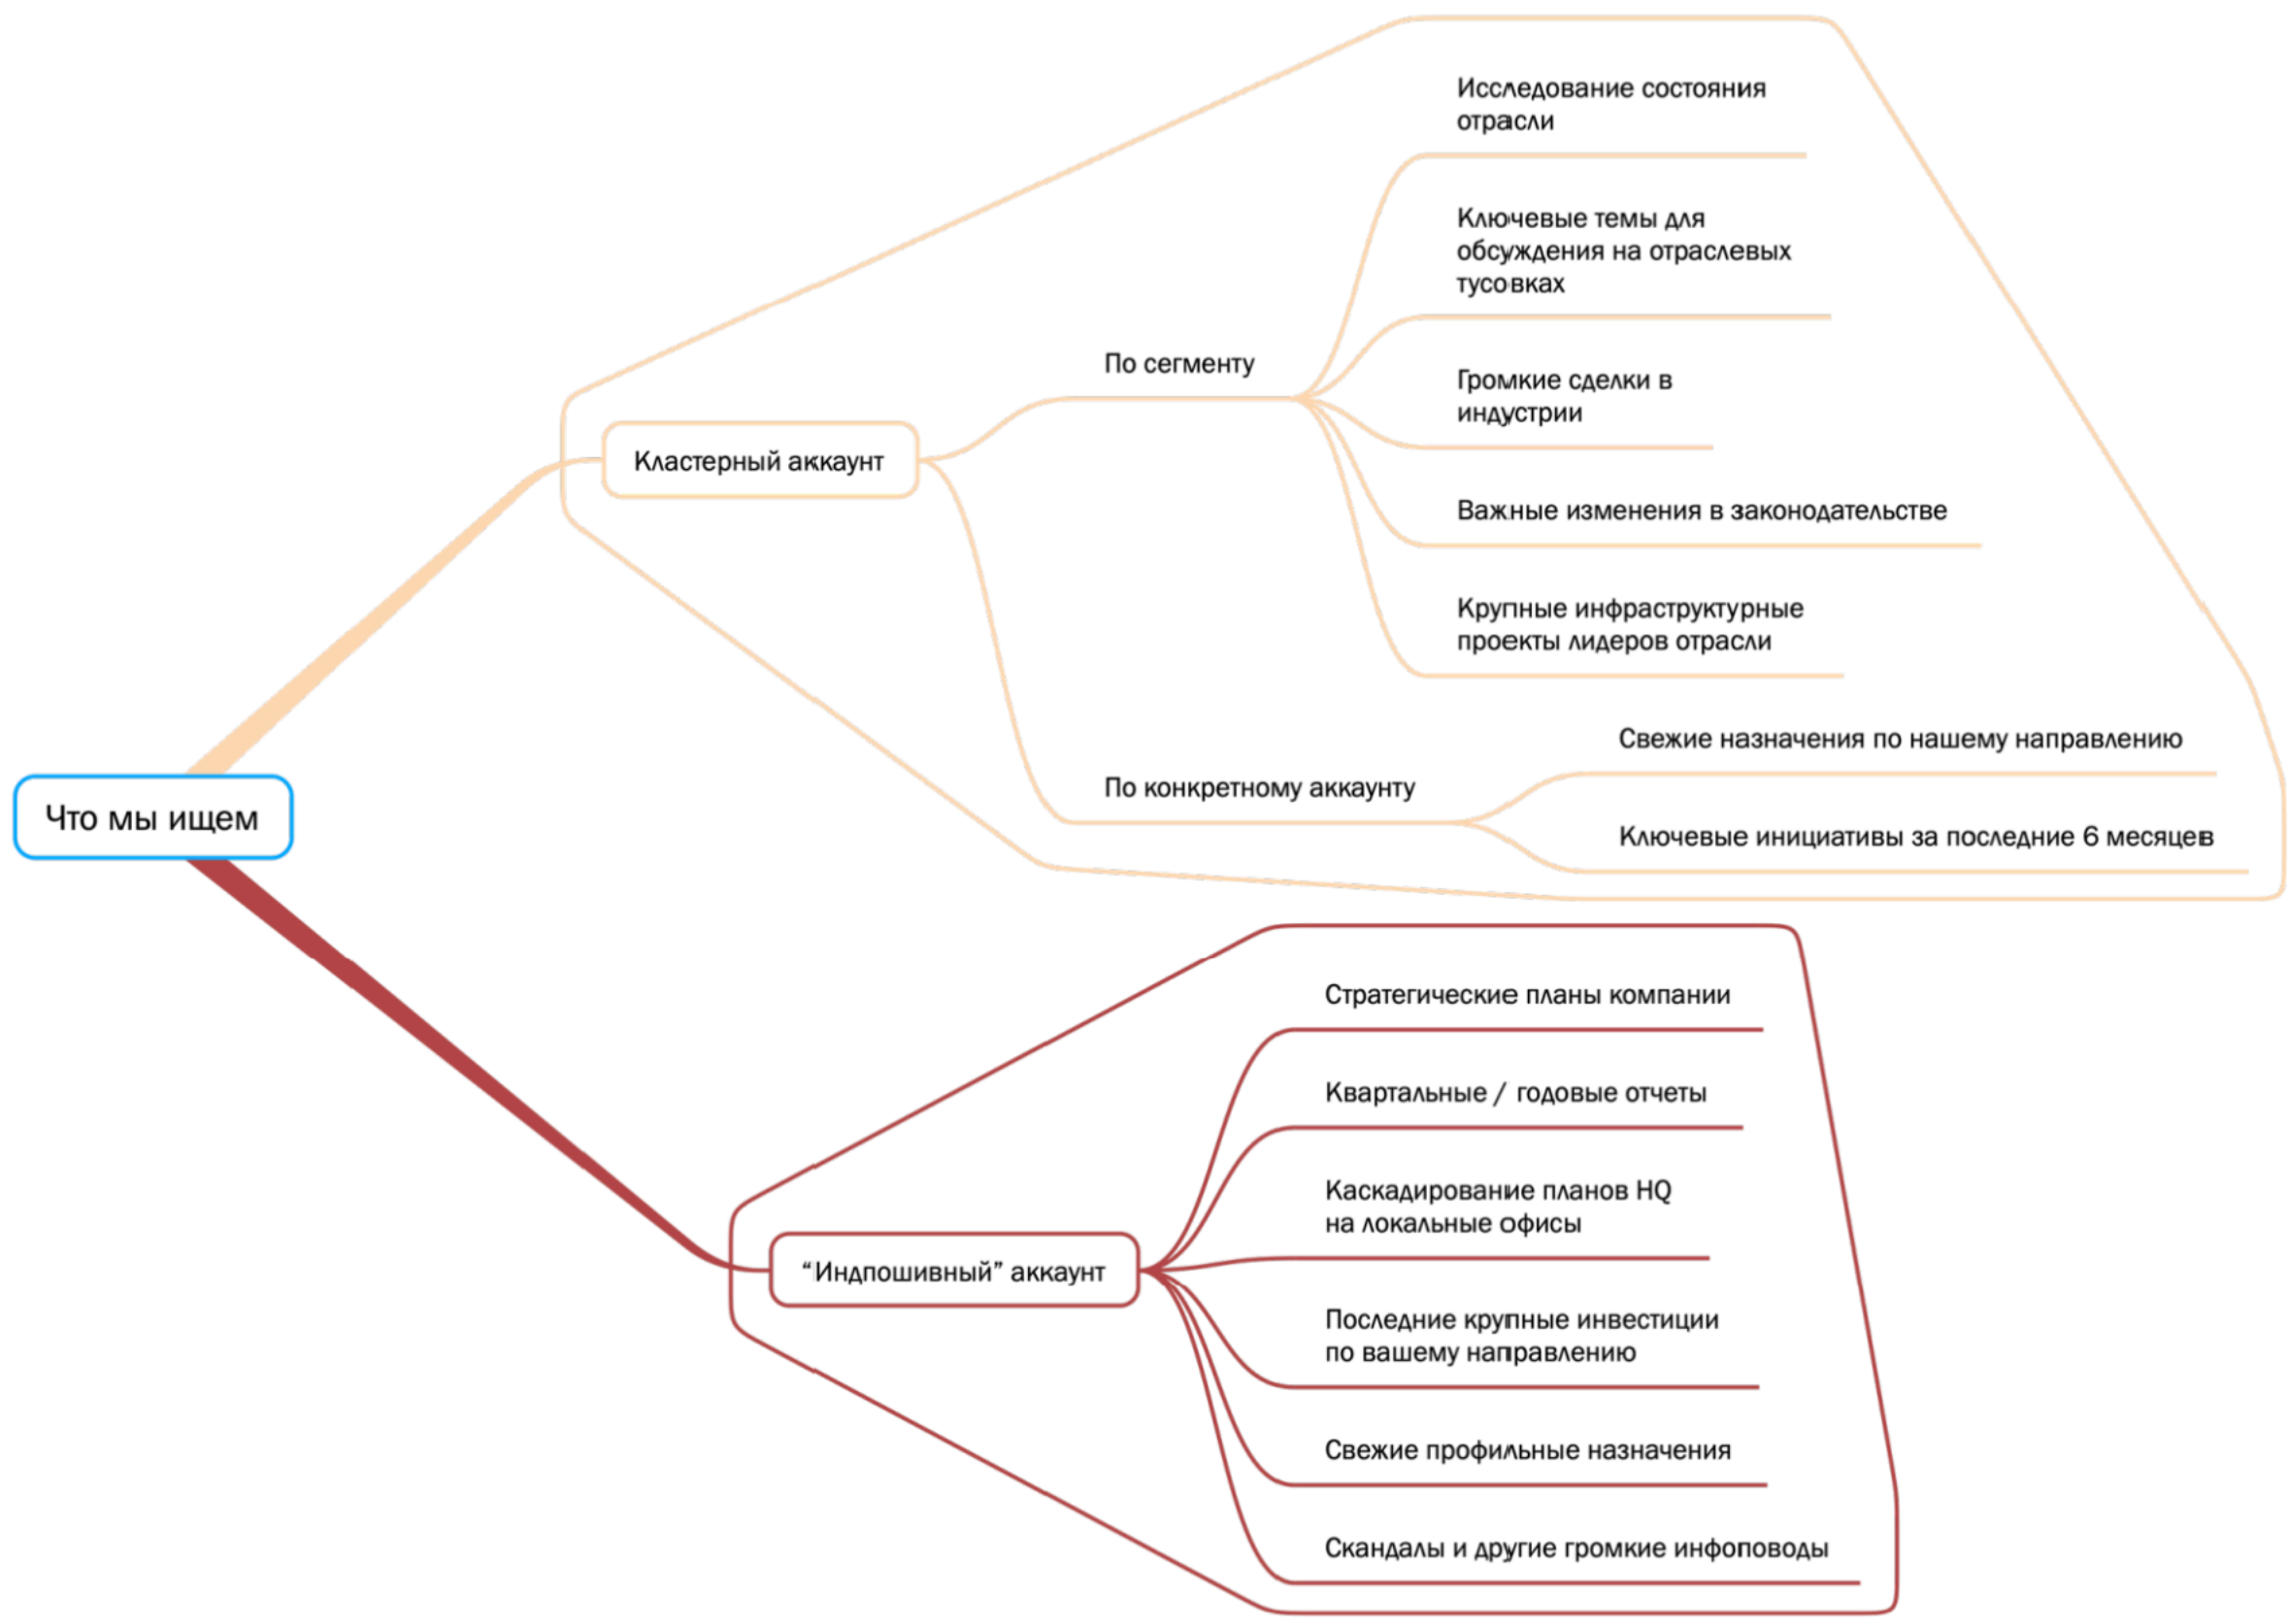 Что мы ищем
Кластерный аккаунт
По сегменту
Исследование состояния
отрасли
Ключевые темы для
обсуждения на отраслевых
тусовках
Громкие сделки в
индустрии
Важные изменения в законодательстве
Крупные инфраструктурные
проекты лидеров отрасли
По конкретному аккаунту
Свежие назначения по нашему направлению
Ключевые инициативы за последние 6 месяцев
“Индпошивный” аккаунт
Стратегические планы компании
Квартальные / годовые отчеты
Каскадирование планов HQ
на локальные офисы
Последние крупные инвестиции
по вашему направлению
Свежие профильные назначения
Скандалы и другие громкие инфоповоды